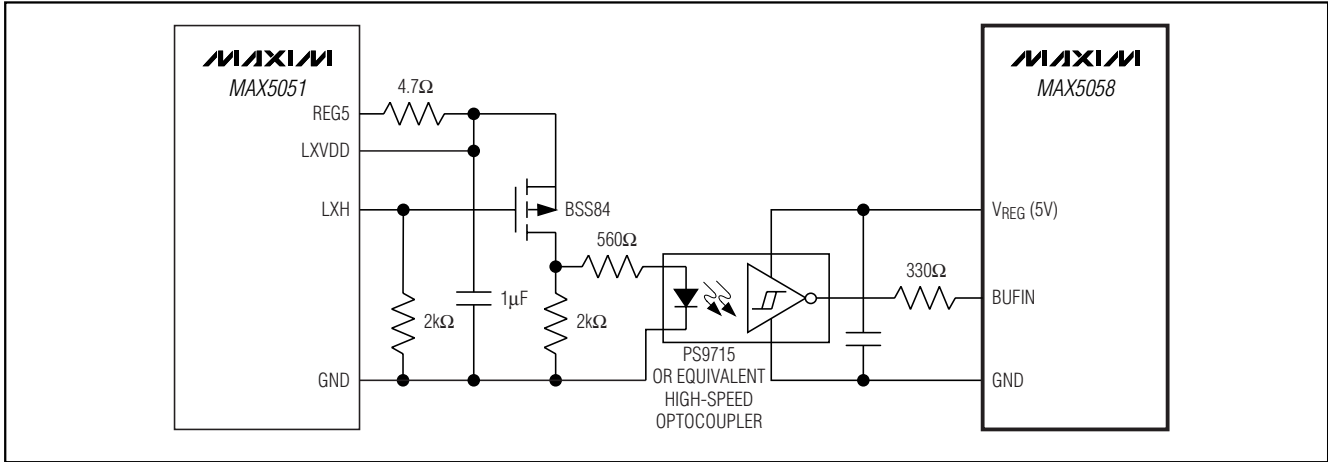 MAXIM
MAX5051
REG5
4.7Ω
LXVDD
LXH
BSS84
560Ω
2kΩ
1μF
2kΩ
GND
PS9715
OR EQUIVALENT
HIGH-SPEED
OPTOCOUPLER
MAXIM
MAX5058
VREG (5V)
330Ω
BUFIN
GND